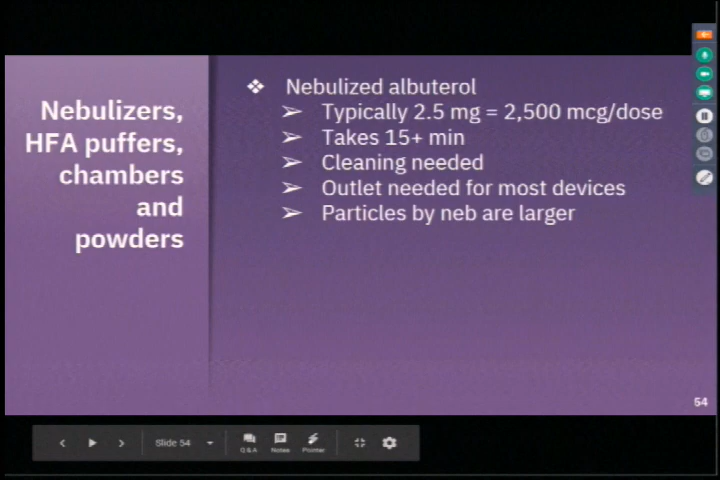 Nebulizers,
HFA puffers,
chambers
and
powders
❖ Nebulized albuterol
➢ Typically 2.5 mg = 2,500 mcg/dose
➢ Takes 15+ min
➢ Cleaning needed
➢ Outlet needed for most devices
➢ Particles by neb are larger
54
Slide 54
Q&A
Notes
Pointer